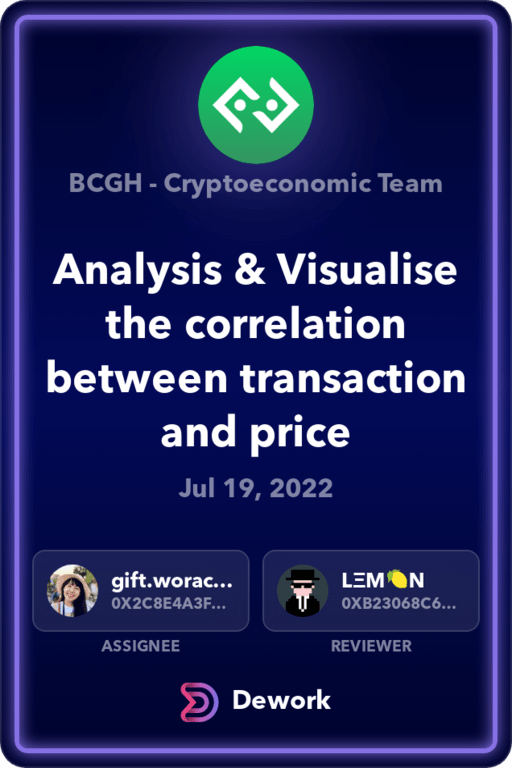 BCGH - Cryptoeconomic Team
Analysis & Visualise
the correlation
between transaction
and price
Jul 19, 2022
gift.worac...
0X2C8E4A3F...
ASSIGNEE
LΞM🍋N
0XB23068C6...
REVIEWER
Dework